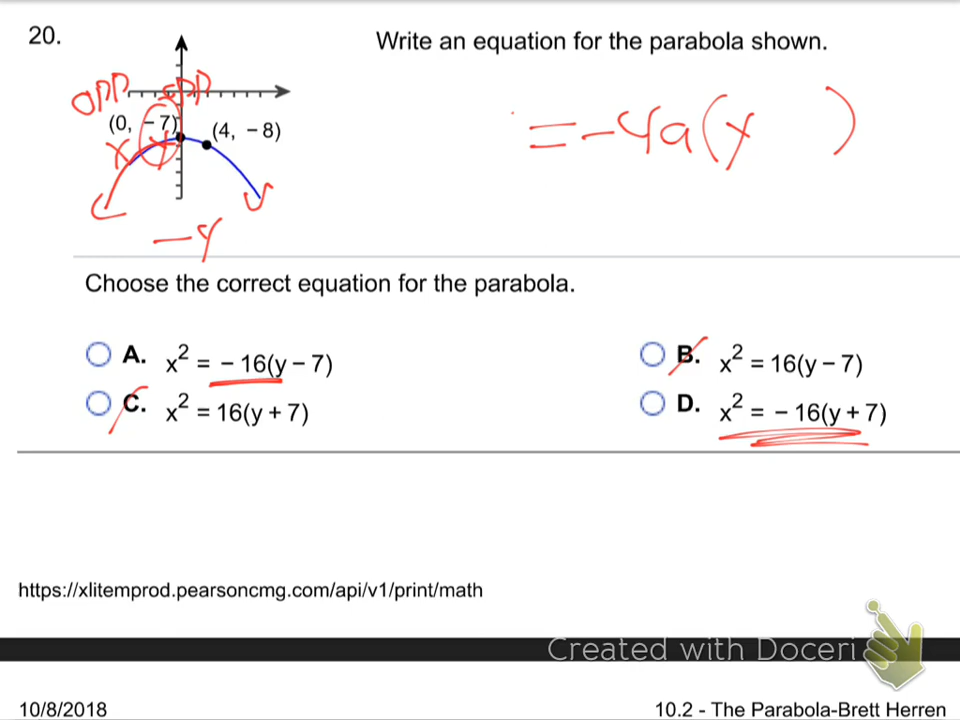 20.
Write an equation for the parabola shown.
OPP OPP
(0, − 7)
(4, − 8)
= −4a(y )
−y
Choose the correct equation for the parabola.
A. x² = − 16(y − 7)
B. x² = 16(y − 7)
C. x² = 16(y + 7)
D. x² = − 16(y + 7)
https://xlitemprod.pearsoncmg.com/api/v1/print/math
Created with Doceri
10/8/2018
10.2 - The Parabola-Brett Herren